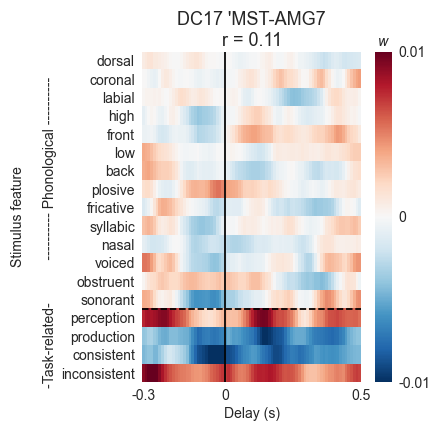 DC17 'MST-AMG7
r = 0.11
w
dorsal
coronal
labial
high
front
low
back
plosive
fricative
syllabic
nasal
voiced
obstruent
sonorant
perception
production
consistent
inconsistent
Stimulus feature
-Task-related- ----------- Phonological ----------
-0.3 0 0.5
Delay (s)
0.01
0
-0.01